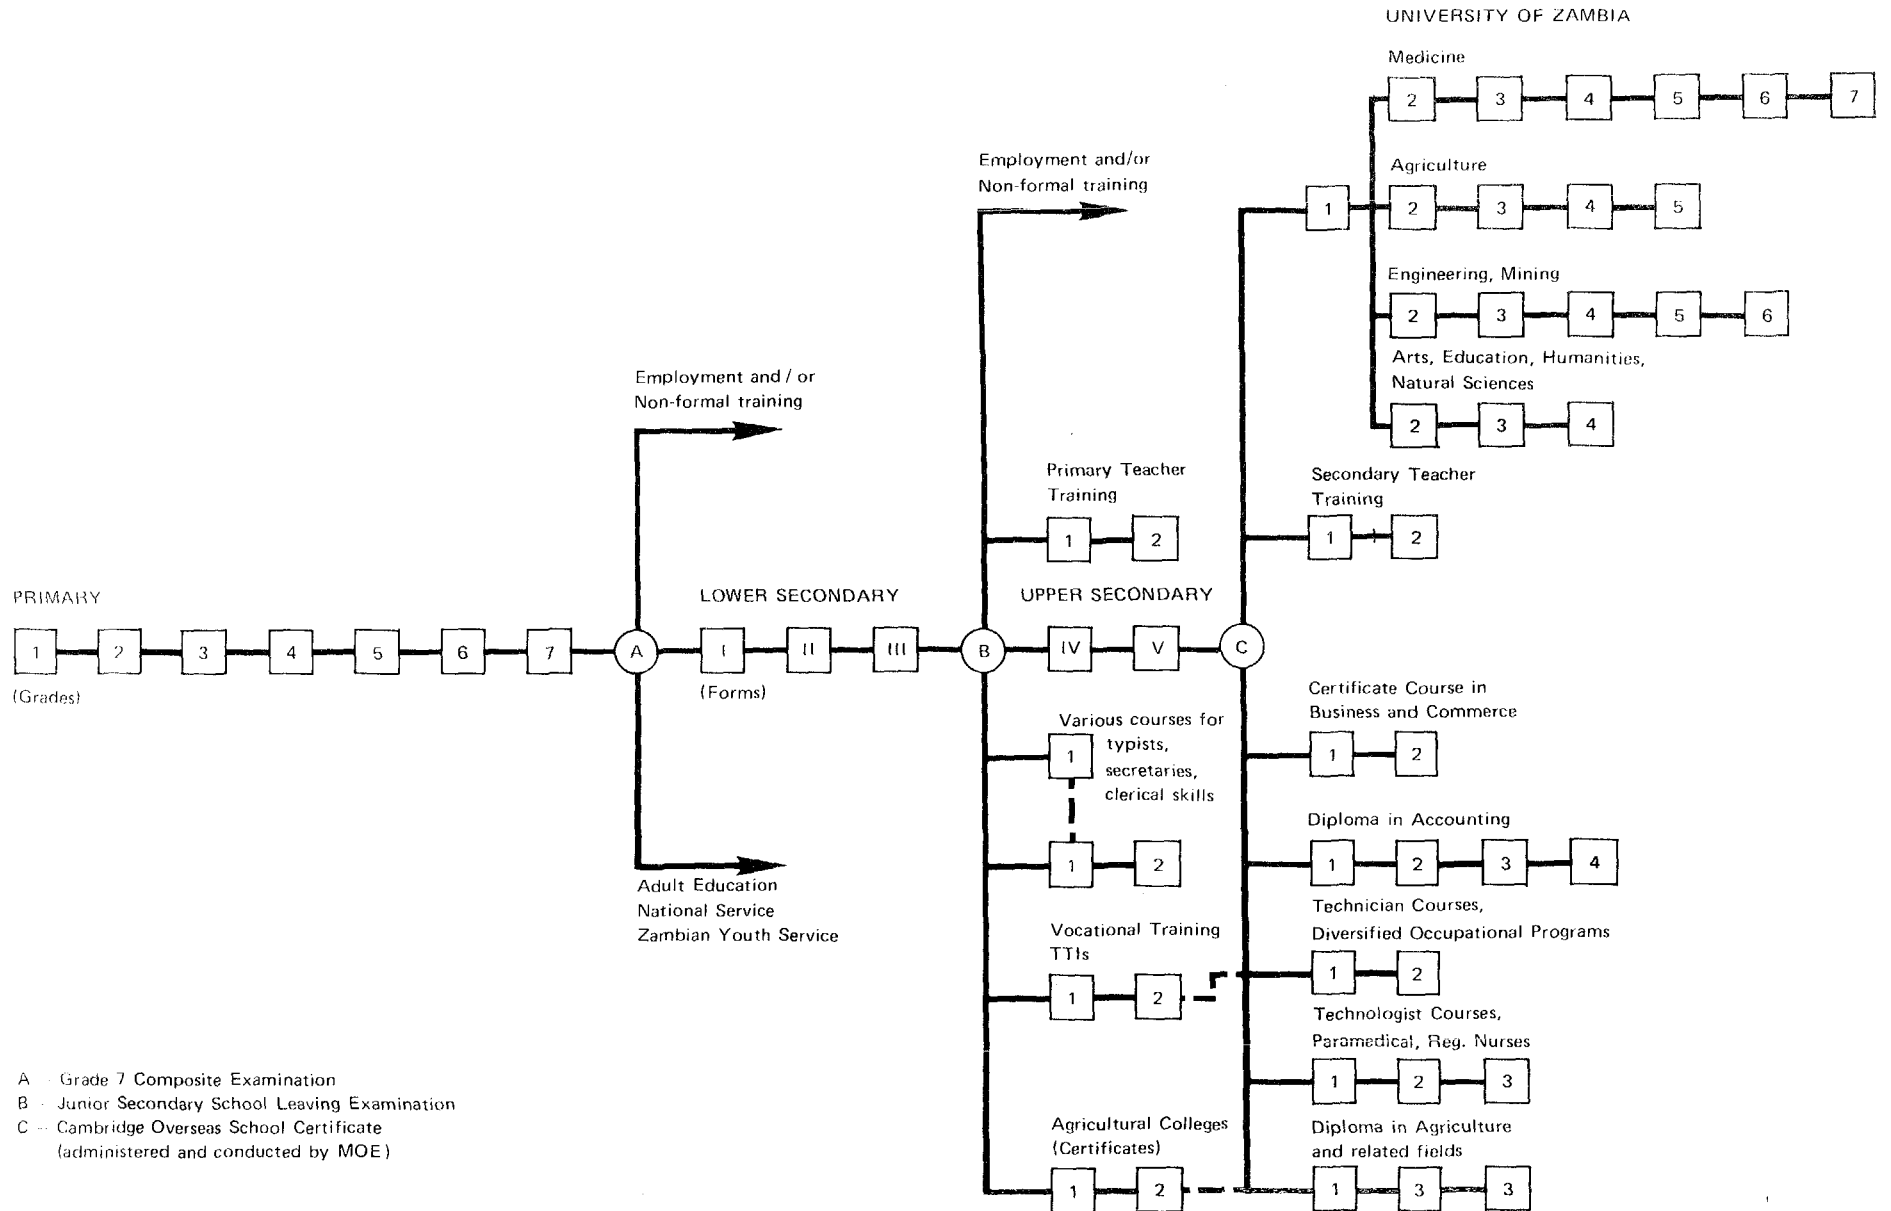 UNIVERSITY OF ZAMBIA
Medicine
2 3 4 5 6 7
Employment and/or
Non-formal training
Agriculture
1 2 3 4 5
Engineering, Mining
2 3 4 5 6
Arts, Education, Humanities,
Natural Sciences
2 3 4
Employment and / or
Non-formal training
Primary Teacher
Training
1 2
Secondary Teacher
Training
1 2
PRIMARY
1 2 3 4 5 6 7
(Grades)
A
LOWER SECONDARY
I II III
(Forms)
B
UPPER SECONDARY
IV V
C
Adult Education
National Service
Zambian Youth Service
Various courses for
typists,
secretaries,
clerical skills
1
1 2
Vocational Training
TTIs
1 2
Agricultural Colleges
(Certificates)
1 2
Certificate Course in
Business and Commerce
1 2
Diploma in Accounting
1 2 3 4
Technician Courses,
Diversified Occupational Programs
1 2
Technologist Courses,
Paramedical, Reg. Nurses
1 2 3
Diploma in Agriculture
and related fields
1 3 3
A - Grade 7 Composite Examination
B - Junior Secondary School Leaving Examination
C - Cambridge Overseas School Certificate
(administered and conducted by MOE)